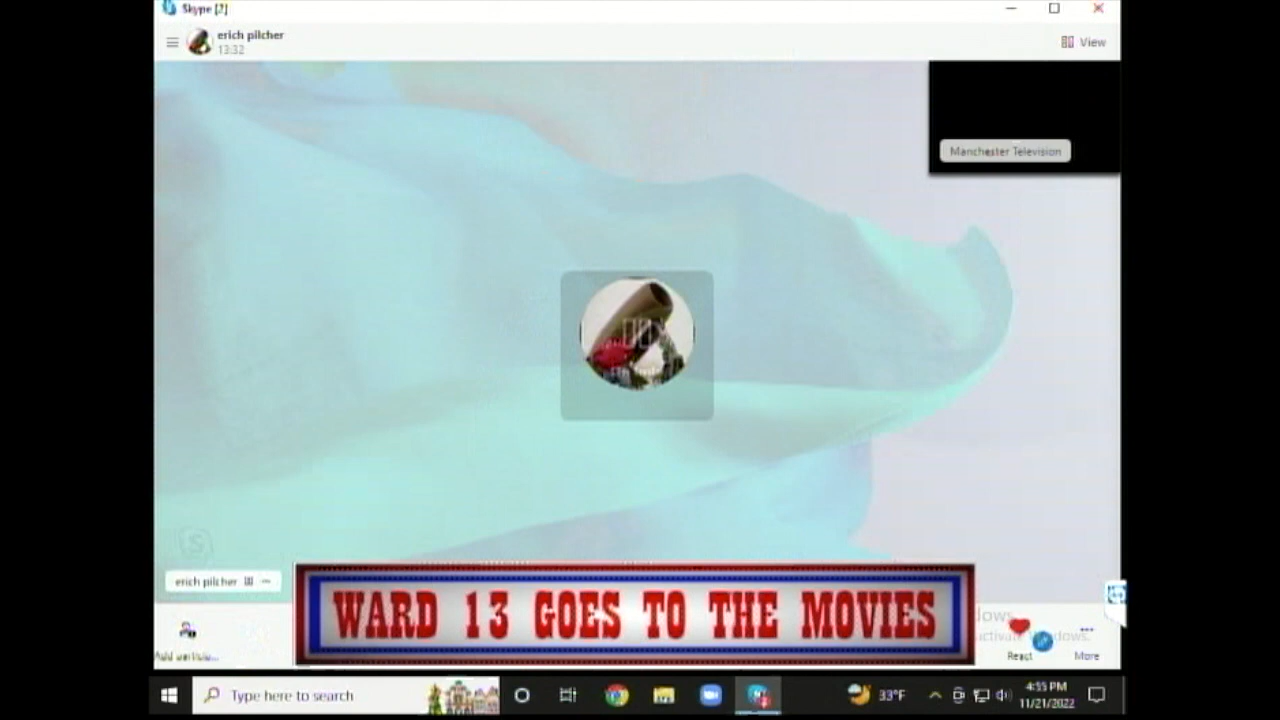 Skype [2]
erich pilcher
13:32
View
Manchester Television
erich pilcher
WARD 13 GOES TO THE MOVIES
React
More
Type here to search
33°F
4:55 PM
11/21/2022